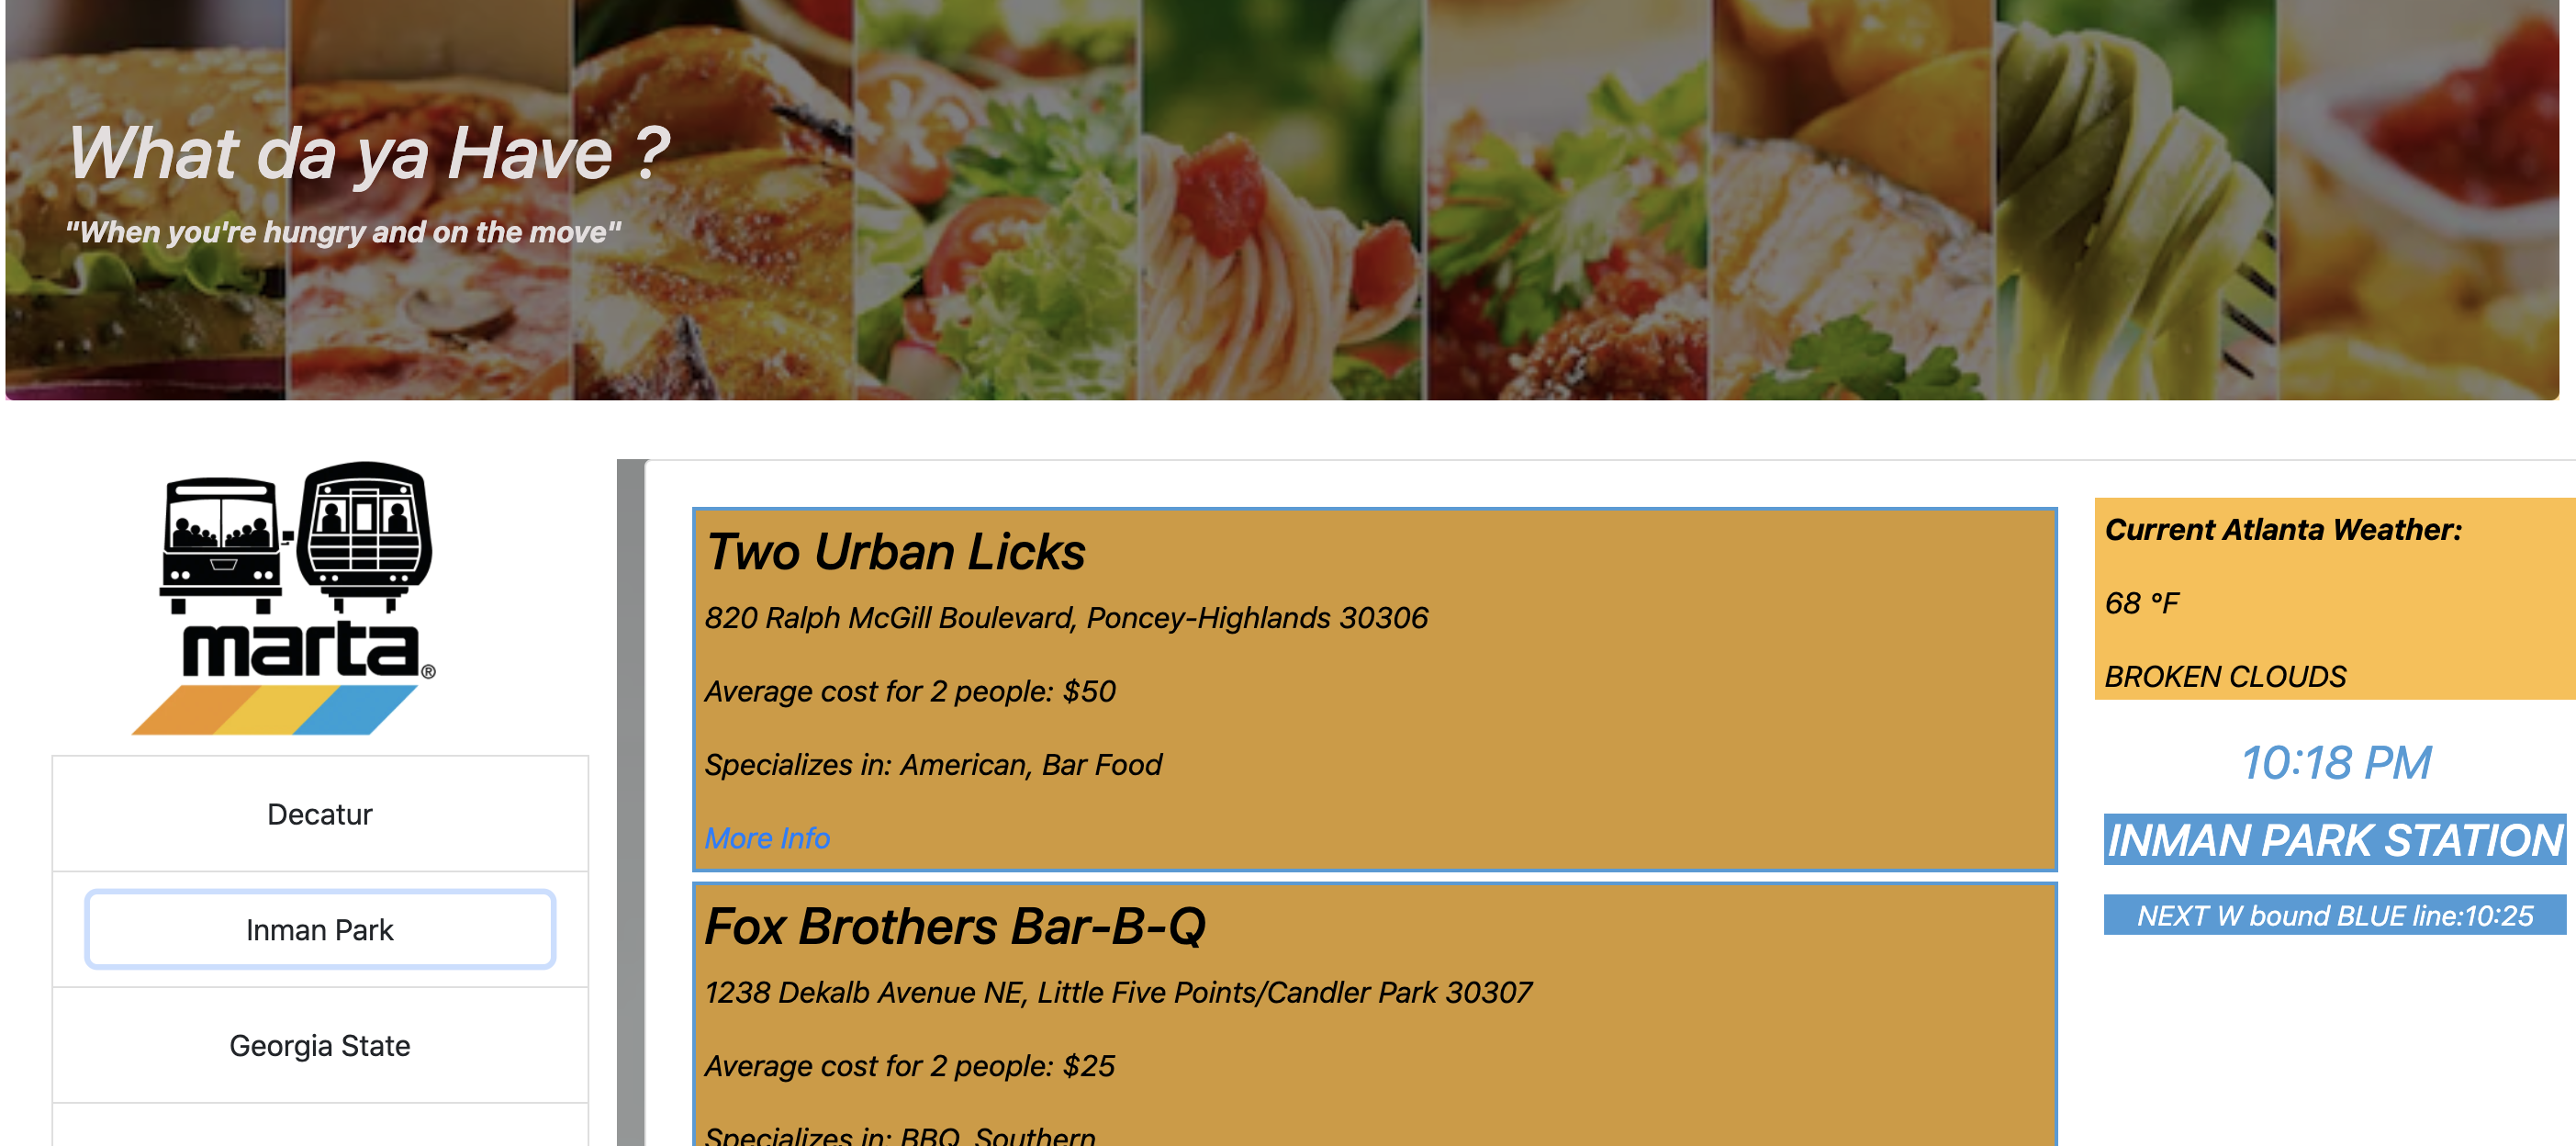 What da ya Have ?
"When you're hungry and on the move"
marta®
Decatur
Inman Park
Georgia State
Two Urban Licks
820 Ralph McGill Boulevard, Poncey-Highlands 30306
Average cost for 2 people: $50
Specializes in: American, Bar Food
More Info
Fox Brothers Bar-B-Q
1238 Dekalb Avenue NE, Little Five Points/Candler Park 30307
Average cost for 2 people: $25
Specializes in: BBQ, Southern
Current Atlanta Weather:
68 °F
BROKEN CLOUDS
10:18 PM
INMAN PARK STATION
NEXT W bound BLUE line:10:25